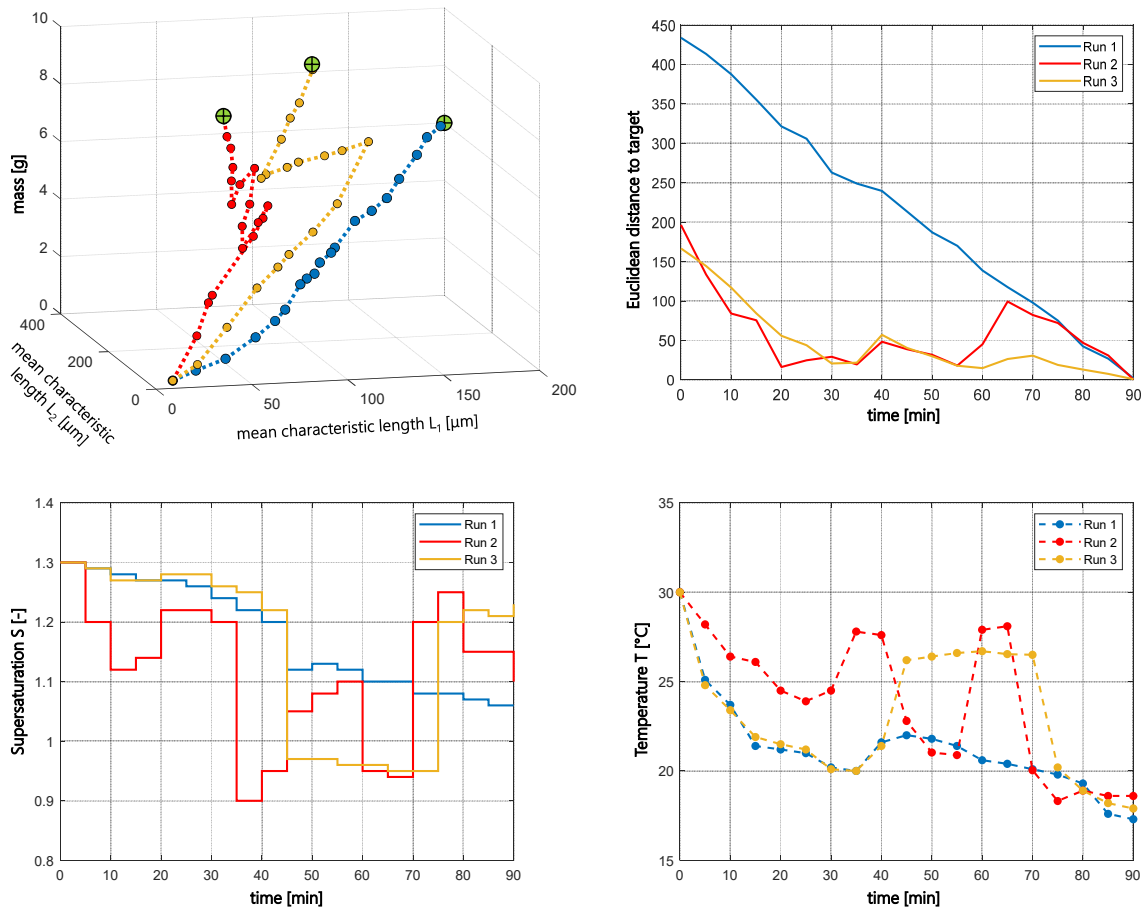 10
8
6
4
2
0
mass [g]
400
200
0
mean characteristic
length L₂ [µm]
0
50
100
150
200
mean characteristic length L₁ [µm]
450
400
350
300
250
200
150
100
50
0
Euclidean distance to target
Run 1
Run 2
Run 3
0 10 20 30 40 50 60 70 80 90
time [min]
1.4
1.3
1.2
1.1
1
0.9
0.8
Supersaturation S [-]
Run 1
Run 2
Run 3
0 10 20 30 40 50 60 70 80 90
time [min]
35
30
25
20
15
Temperature T [°C]
Run 1
Run 2
Run 3
0 10 20 30 40 50 60 70 80 90
time [min]